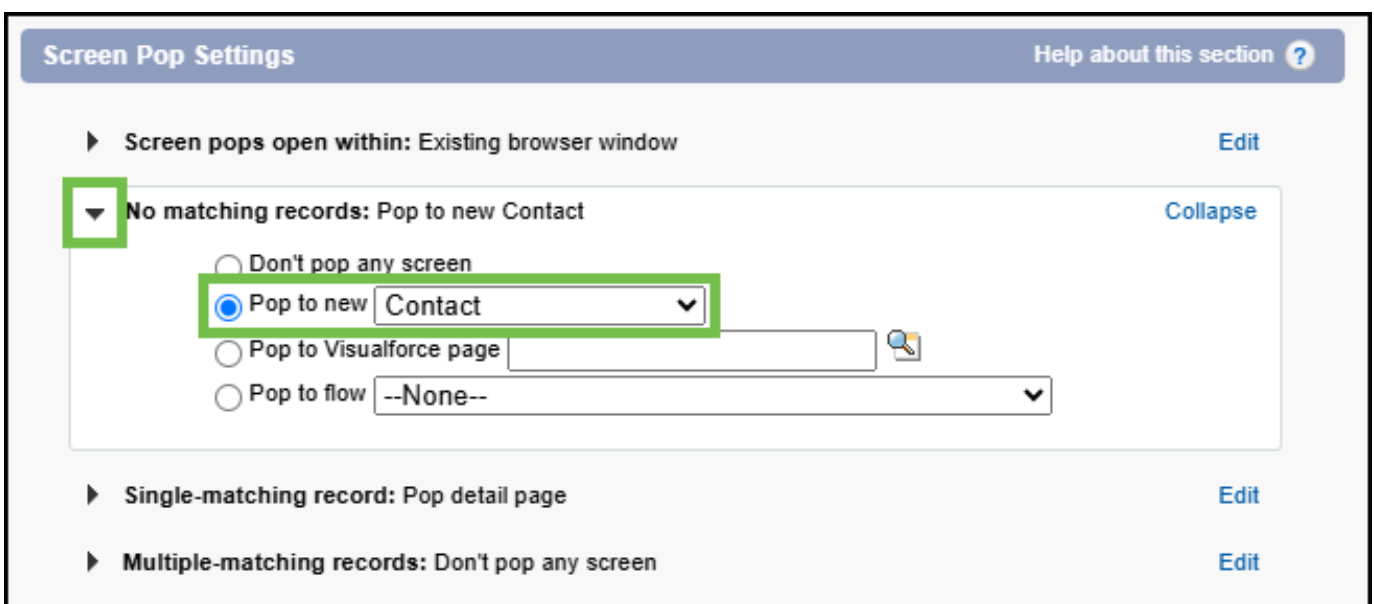 Screen Pop Settings Help about this section ?
Screen pops open within: Existing browser window Edit
No matching records: Pop to new Contact Collapse
Don't pop any screen
Pop to new Contact
Pop to Visualforce page
Pop to flow --None--
Single-matching record: Pop detail page Edit
Multiple-matching records: Don't pop any screen Edit